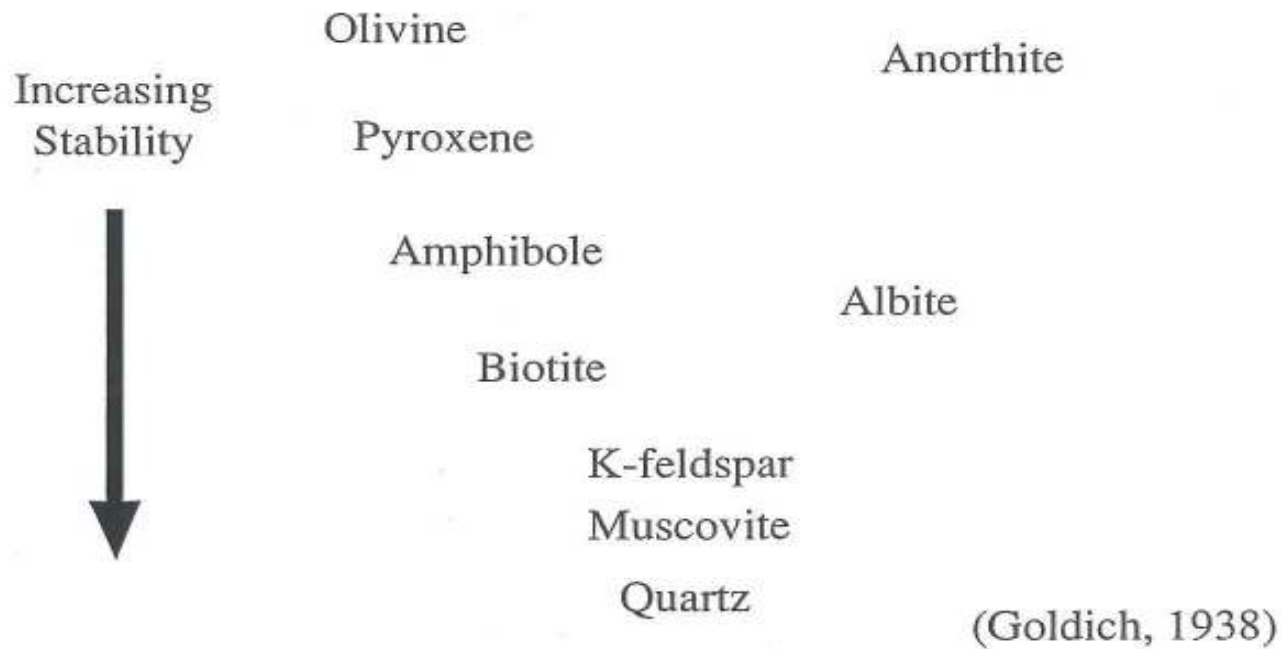 Olivine
Anorthite
Increasing
Stability
Pyroxene
Amphibole
Albite
Biotite
K-feldspar
Muscovite
Quartz
(Goldich, 1938)